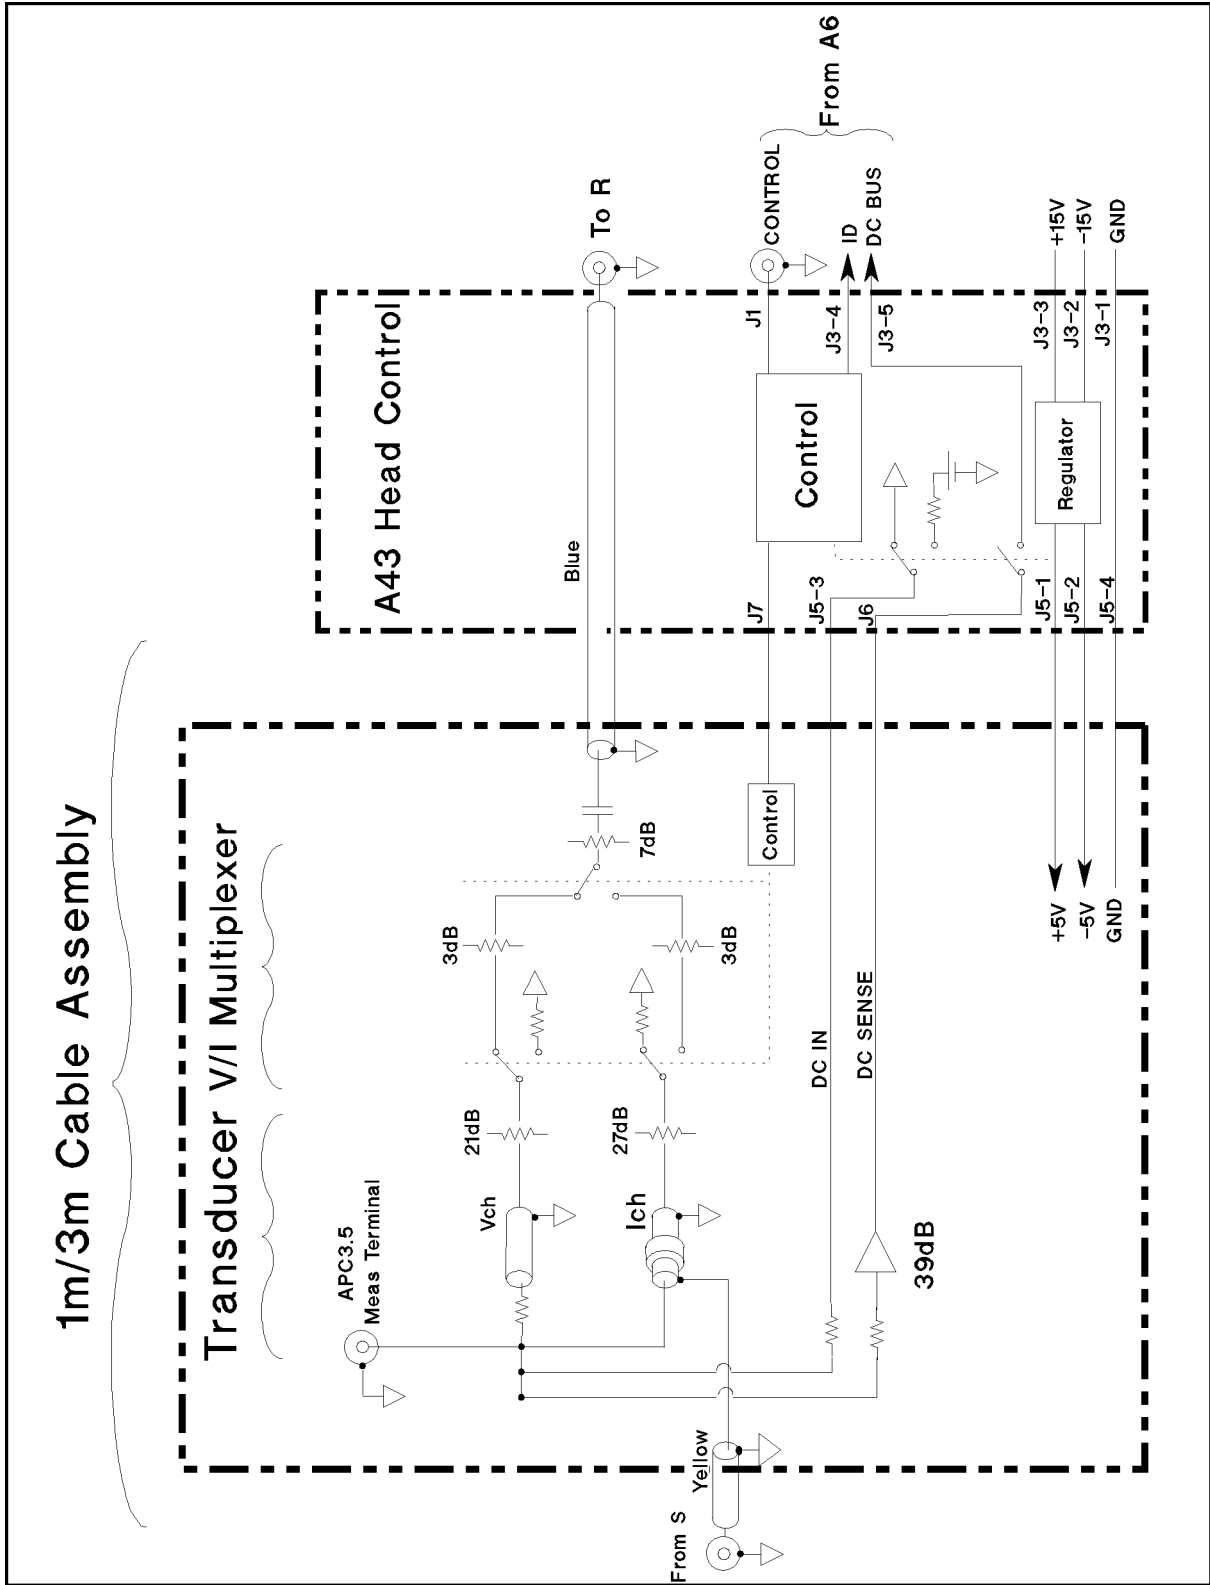 1m/3m Cable Assembly
Transducer
V/I Multiplexer
A43 Head Control
APC3.5
Meas Terminal
Vch
21dB
3dB
7dB
Blue
To R
Ich
27dB
3dB
Control
J7
Control
J1
CONTROL
From A6
J3-4
ID
J3-5
DC BUS
From S
Yellow
DC IN
J5-3
39dB
DC SENSE
J6
+5V
J5-1
Regulator
J3-3
+15V
-5V
J5-2
J3-2
-15V
GND
J5-4
J3-1
GND